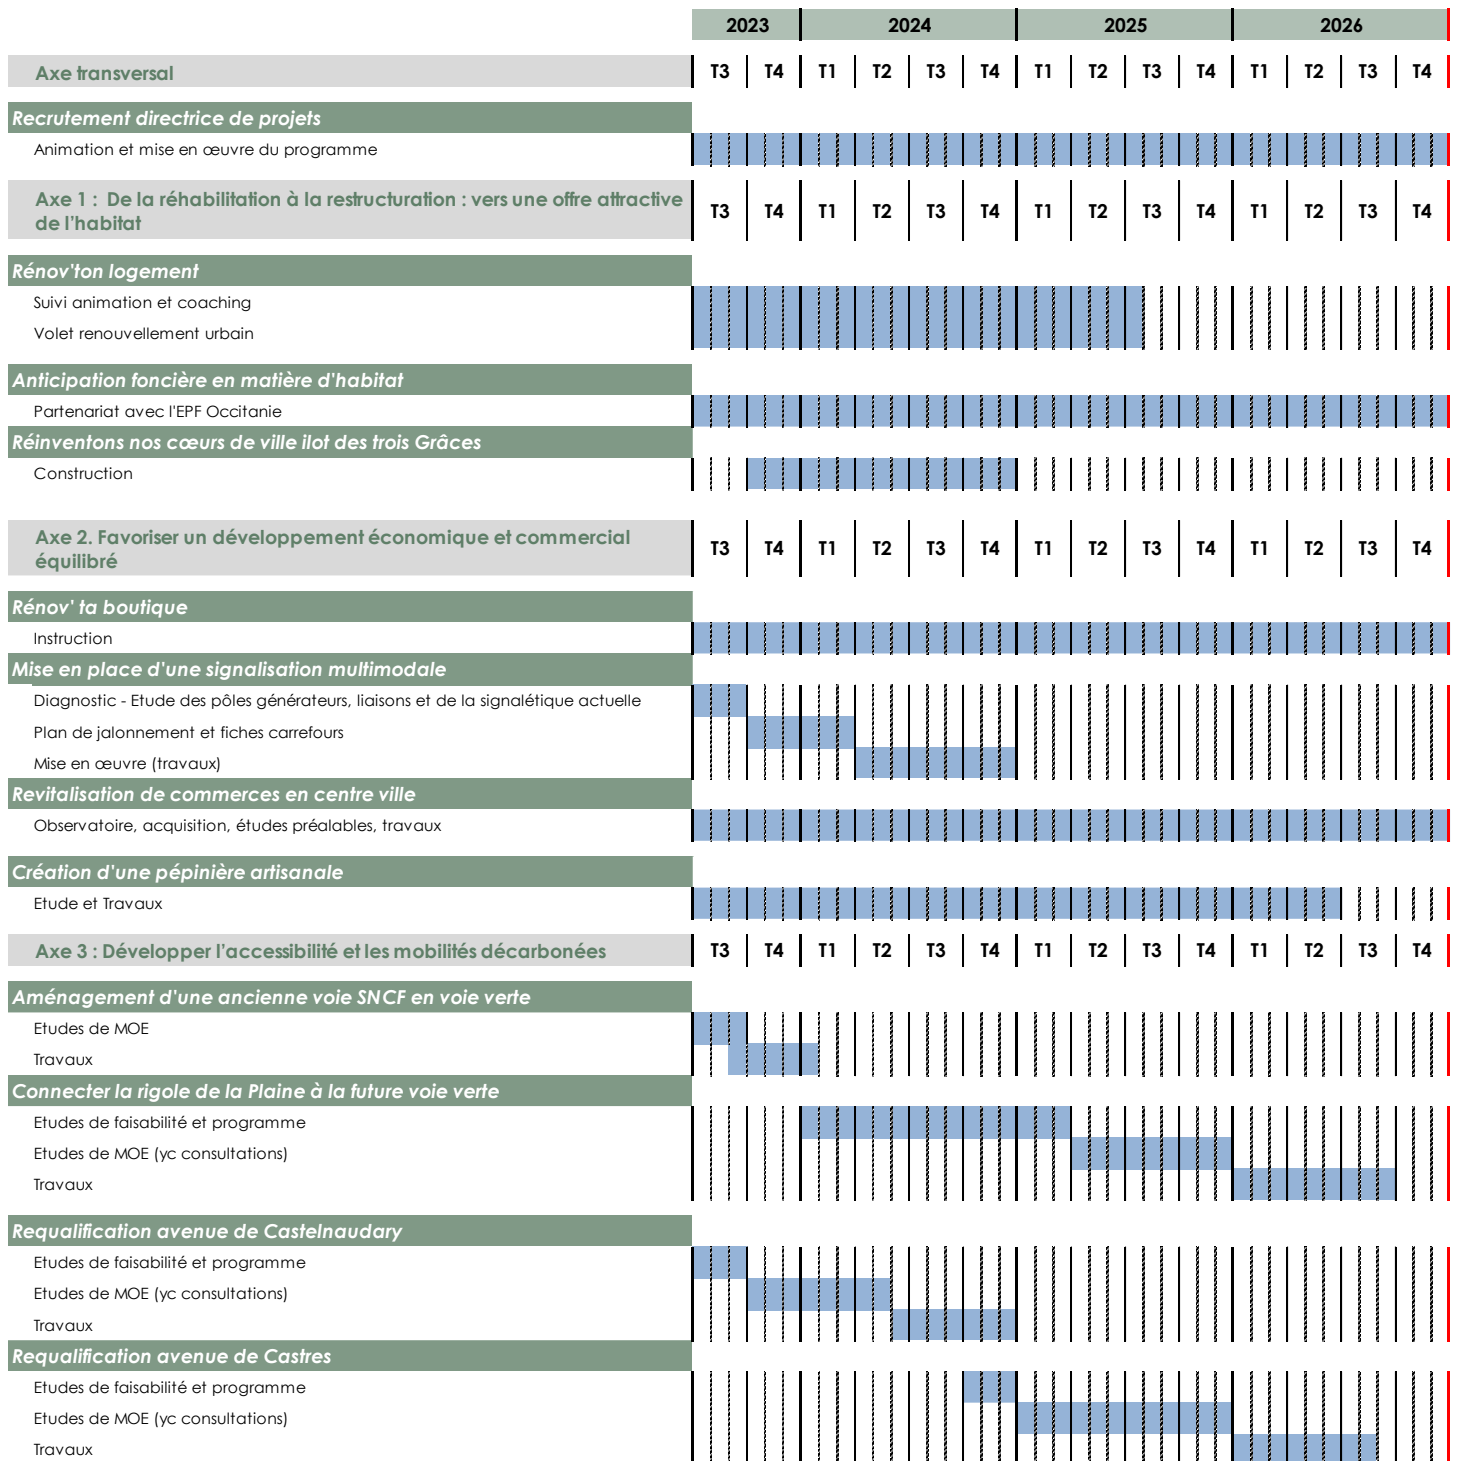 2023 2024 2025 2026
Axe transversal T3 T4 T1 T2 T3 T4 T1 T2 T3 T4 T1 T2 T3 T4
Recrutement directrice de projets
Animation et mise en œuvre du programme
Axe 1 : De la réhabilitation à la restructuration : vers une offre attractive
de l'habitat
T3 T4 T1 T2 T3 T4 T1 T2 T3 T4 T1 T2 T3 T4
Rénov'ton logement
Suivi animation et coaching
Volet renouvellement urbain
Anticipation foncière en matière d'habitat
Partenariat avec l'EPF Occitanie
Réinventons nos cœurs de ville ilot des trois Grâces
Construction
Axe 2. Favoriser un développement économique et commercial
équilibré
T3 T4 T1 T2 T3 T4 T1 T2 T3 T4 T1 T2 T3 T4
Rénov' ta boutique
Instruction
Mise en place d'une signalisation multimodale
Diagnostic - Etude des pôles générateurs, liaisons et de la signalétique actuelle
Plan de jalonnement et fiches carrefours
Mise en œuvre (travaux)
Revitalisation de commerces en centre ville
Observatoire, acquisition, études préalables, travaux
Création d'une pépinière artisanale
Etude et Travaux
Axe 3 : Développer l'accessibilité et les mobilités décarbonées T3 T4 T1 T2 T3 T4 T1 T2 T3 T4 T1 T2 T3 T4
Aménagement d'une ancienne voie SNCF en voie verte
Etudes de MOE
Travaux
Connecter la rigole de la Plaine à la future voie verte
Etudes de faisabilité et programme
Etudes de MOE (yc consultations)
Travaux
Requalification avenue de Castelnaudary
Etudes de faisabilité et programme
Etudes de MOE (yc consultations)
Travaux
Requalification avenue de Castres
Etudes de faisabilité et programme
Etudes de MOE (yc consultations)
Travaux